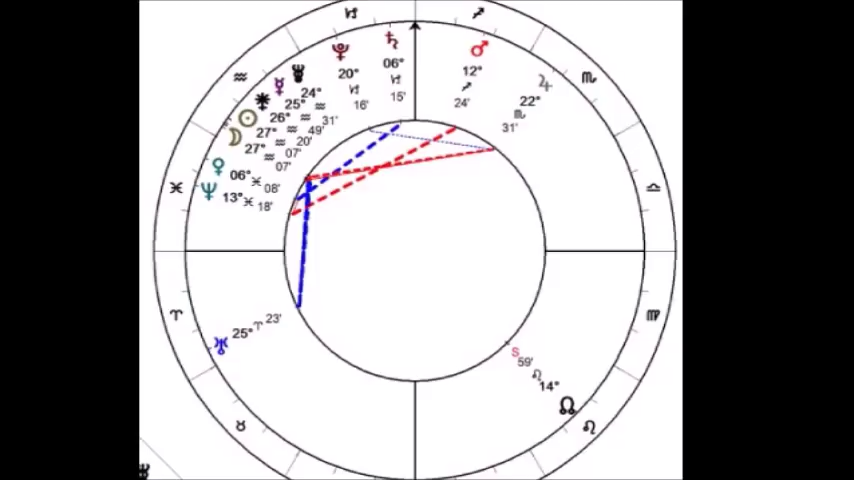 ♑ ♐
♒ ♏
♓ ♎
♈ ♍
♉ ♌
♄ 06° ♑ 15'
♇ 20° ♑ 16'
24° ♒ 31'
☿ 25° ♒ 49'
26° ♒ 20'
☉ 27° ♒ 07'
☽ 27° ♒ 07'
♀ 06° ♓ 08'
♆ 13° ♓ 18'
♂ 12° ♐ 24'
♃ 22° ♏ 31'
♅ 25° ♈ 23'
S 59' ♌ 14° ☊